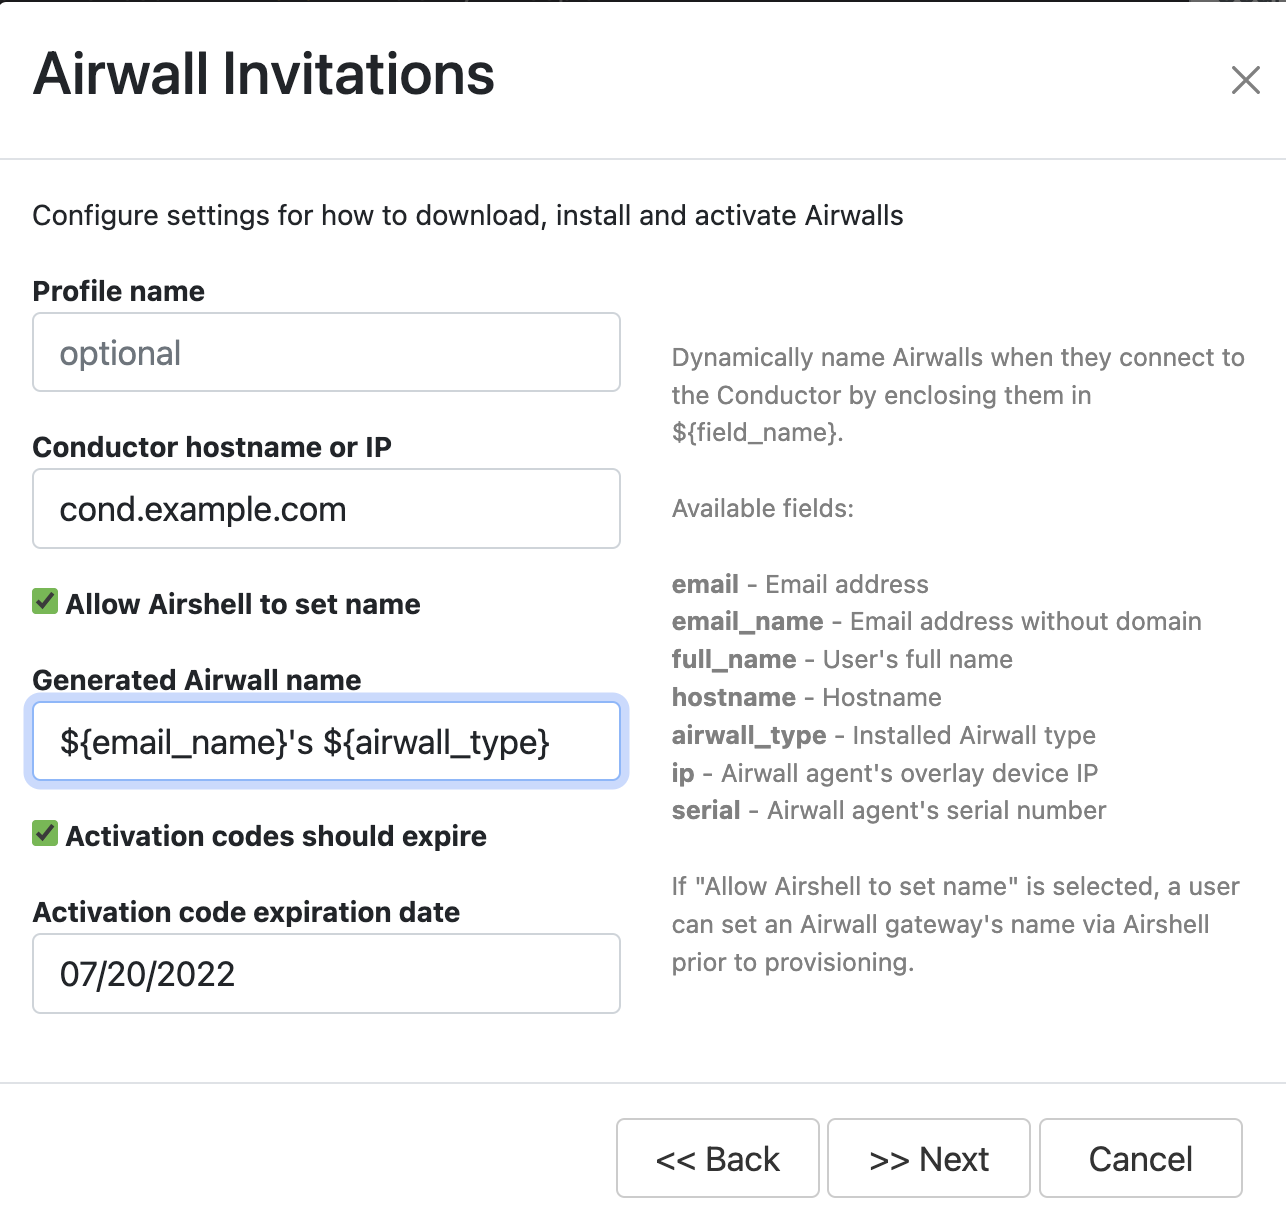 Airwall Invitations
Configure settings for how to download, install and activate Airwalls
Profile name
optional
Conductor hostname or IP
cond.example.com
Allow Airshell to set name
Generated Airwall name
${email_name}'s ${airwall_type}
Activation codes should expire
Activation code expiration date
07/20/2022
Dynamically name Airwalls when they connect to
the Conductor by enclosing them in
${field_name}.
Available fields:
email - Email address
email_name - Email address without domain
full_name - User's full name
hostname - Hostname
airwall_type - Installed Airwall type
ip - Airwall agent's overlay device IP
serial - Airwall agent's serial number
If "Allow Airshell to set name" is selected, a user
can set an Airwall gateway's name via Airshell
prior to provisioning.
<< Back
>> Next
Cancel